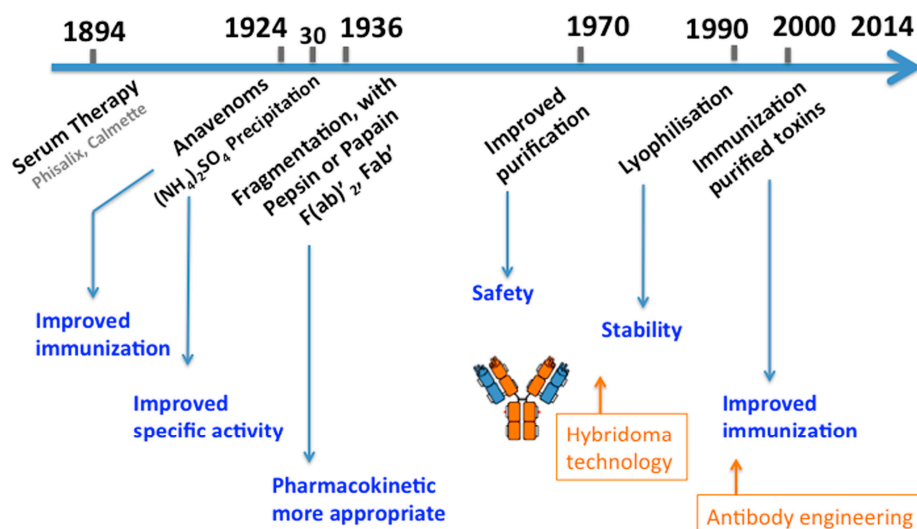 1894
1924
30
1936
1970
1990
2000
2014
Serum Therapy
Phisalix, Calmette
Anavenoms
(NH₄)₂SO₄ Precipitation
Fragmentation, with
Pepsin or Papain
F(ab)'₂, Fab'
Improved
purification
Lyophilisation
Immunization
purified toxins
Improved
immunization
Improved
specific activity
Pharmacokinetic
more appropriate
Safety
Stability
Improved
immunization
Hybridoma
technology
Antibody engineering